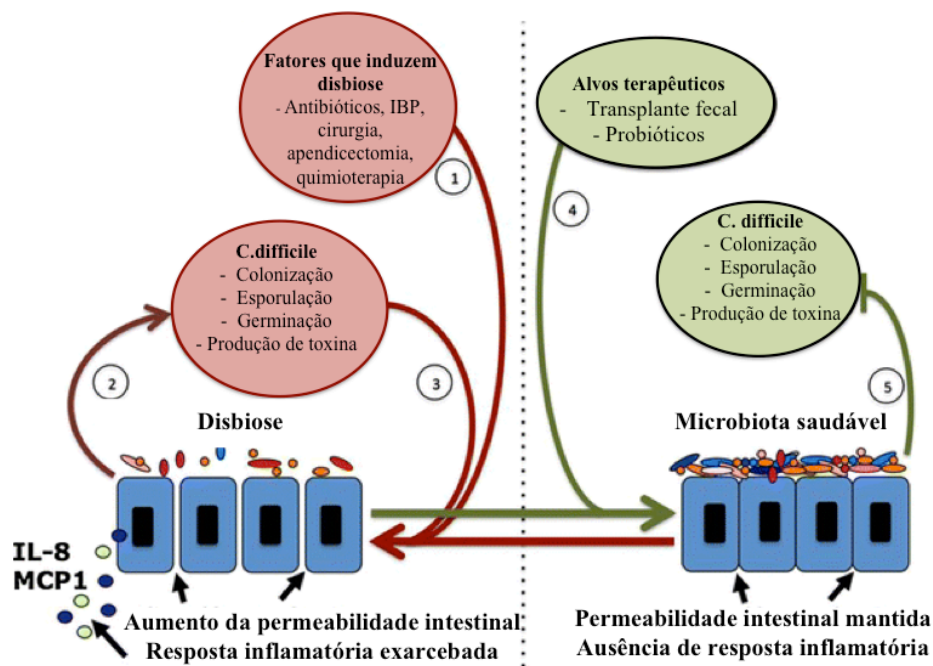 Fatores que induzem
disbiose
- Antibióticos, IBP,
cirurgia,
apendicectomia,
quimioterapia
1
C.difficile
- Colonização
- Esporulação
- Germinação
- Produção de toxina
2
3
Disbiose
IL-8
MCP1
Aumento da permeabilidade intestinal
Resposta inflamatória exarcebada
Alvos terapêuticos
- Transplante fecal
- Probióticos
4
C. difficile
- Colonização
- Esporulação
- Germinação
- Produção de toxina
5
Microbiota saudável
Permeabilidade intestinal mantida
Ausência de resposta inflamatória